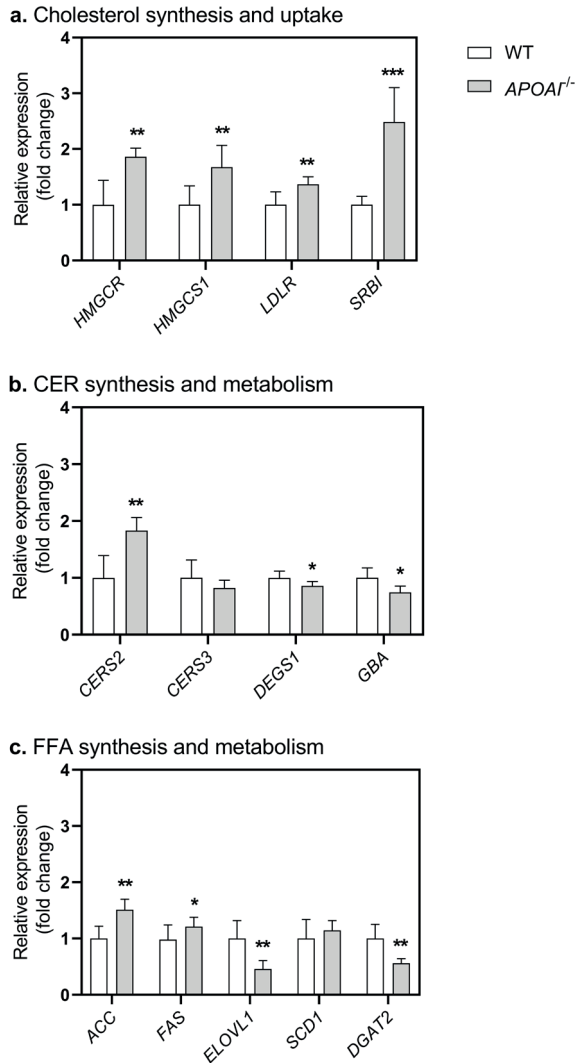 a. Cholesterol synthesis and uptake
WT
APOAI-/-
Relative expression
(fold change)
4
3
2
1
0
**
**
**
***
HMGCR
HMGCS1
LDLR
SRBI
b. CER synthesis and metabolism
Relative expression
(fold change)
4
3
2
1
0
**
*
*
CERS2
CERS3
DEGS1
GBA
c. FFA synthesis and metabolism
Relative expression
(fold change)
4
3
2
1
0
**
*
**
**
ACC
FAS
ELOVL1
SCD1
DGAT2